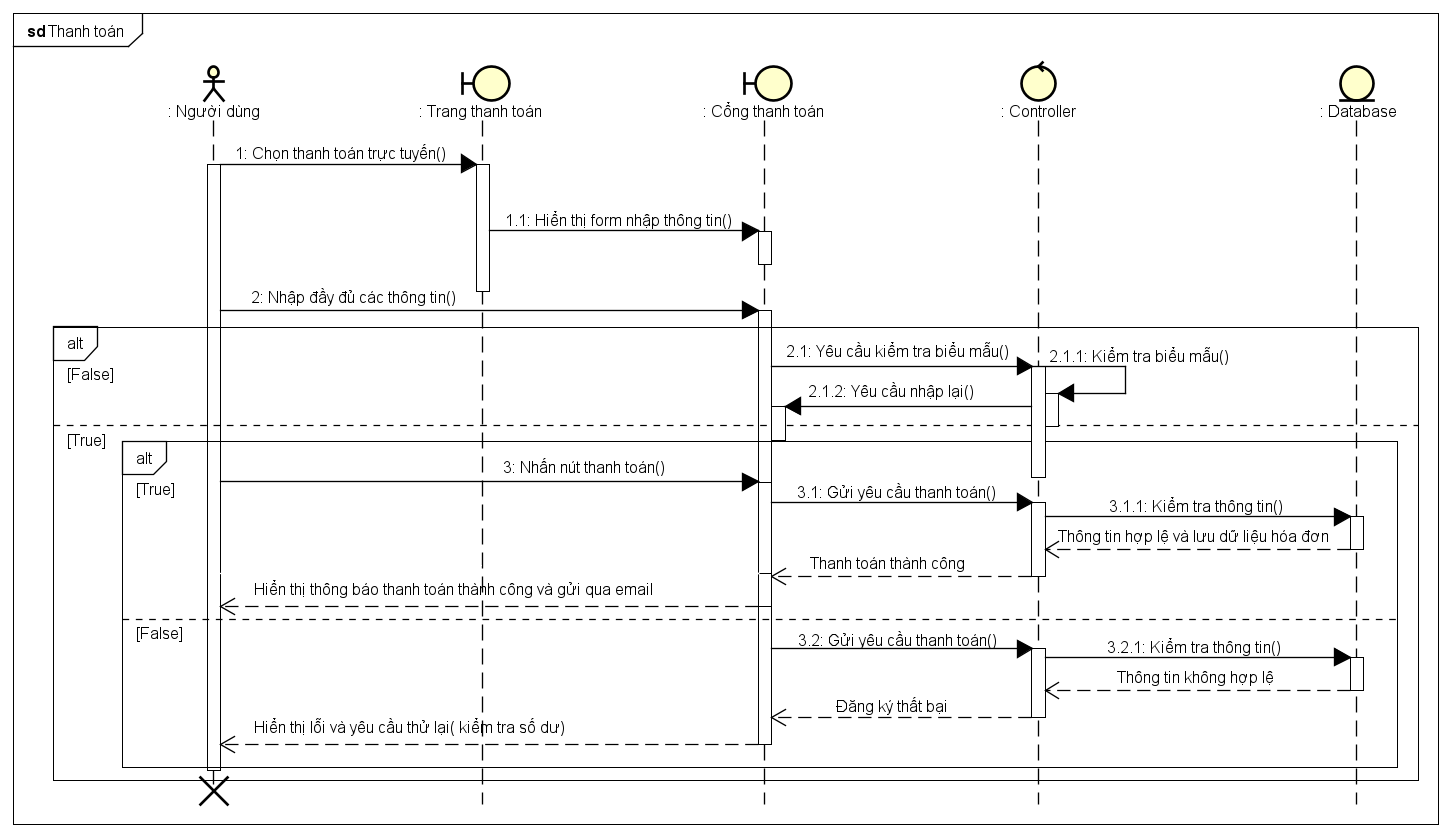 sd Thanh toán
: Người dùng
: Trang thanh toán
: Cổng thanh toán
: Controller
: Database
1: Chọn thanh toán trực tuyến()
1.1: Hiển thị form nhập thông tin()
2: Nhập đầy đủ các thông tin()
alt
[False]
2.1: Yêu cầu kiểm tra biểu mẫu()
2.1.1: Kiểm tra biểu mẫu()
2.1.2: Yêu cầu nhập lại()
[True]
alt
[True]
3: Nhấn nút thanh toán()
3.1: Gửi yêu cầu thanh toán()
3.1.1: Kiểm tra thông tin()
Thông tin hợp lệ và lưu dữ liệu hóa đơn
Thanh toán thành công
Hiển thị thông báo thanh toán thành công và gửi qua email
[False]
3.2: Gửi yêu cầu thanh toán()
3.2.1: Kiểm tra thông tin()
Thông tin không hợp lệ
Đăng ký thất bại
Hiển thị lỗi và yêu cầu thử lại( kiểm tra số dư)